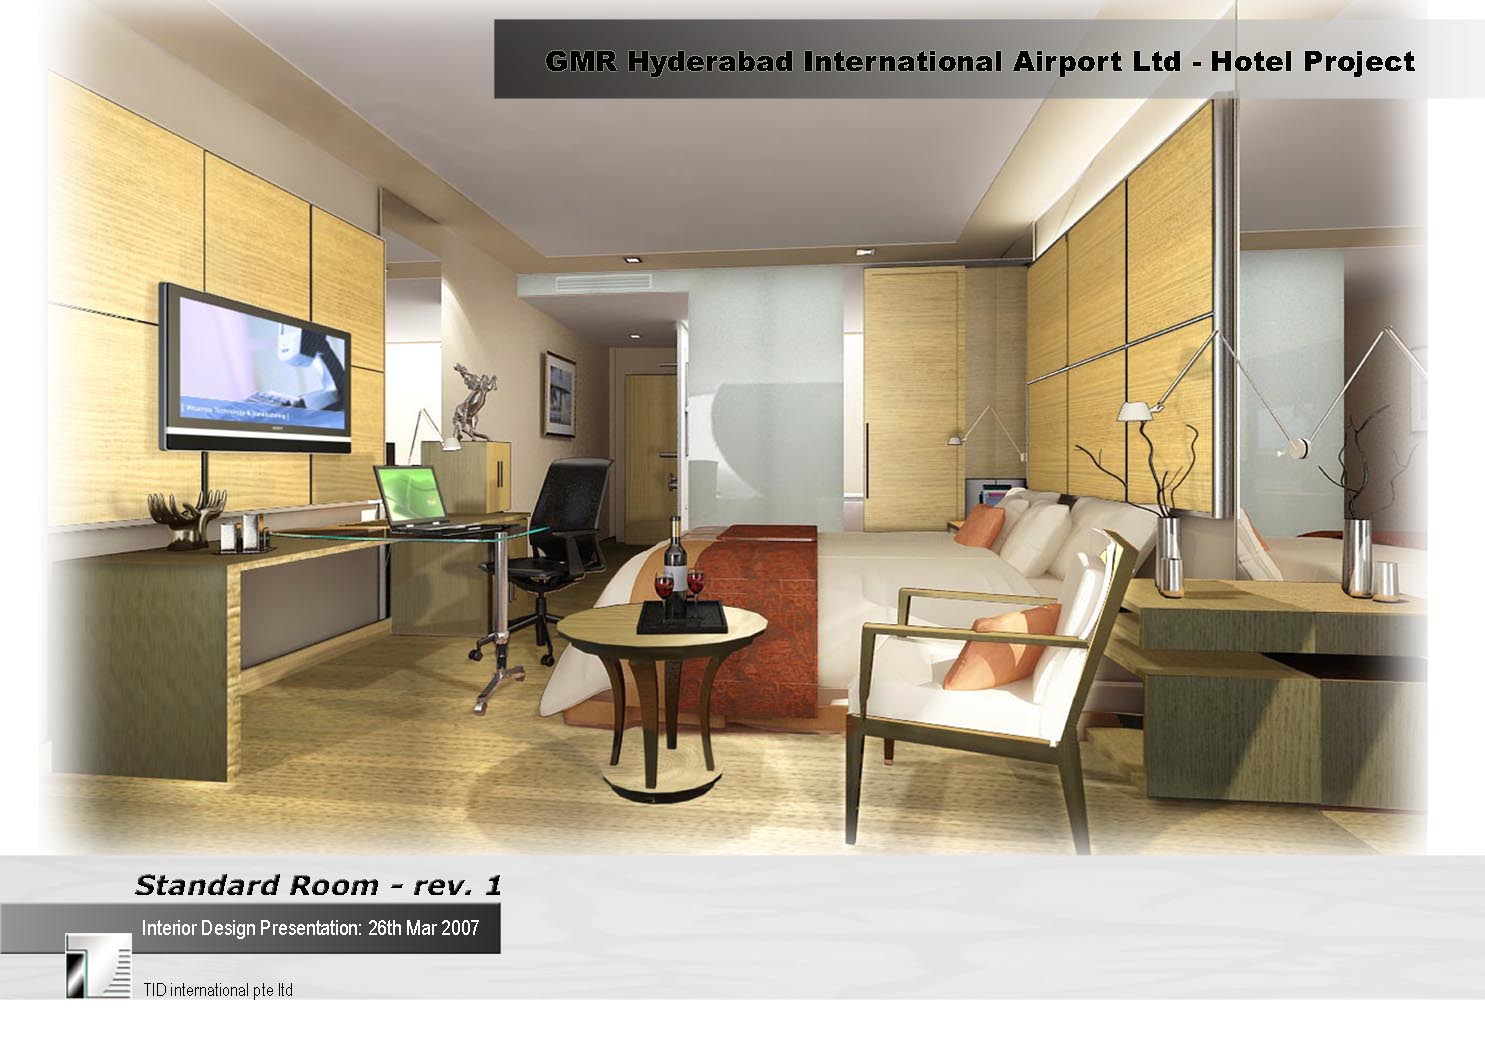 GMR Hyderabad International Airport Ltd - Hotel Project
Standard Room - rev. 1
Interior Design Presentation: 26th Mar 2007
TID international pte ltd